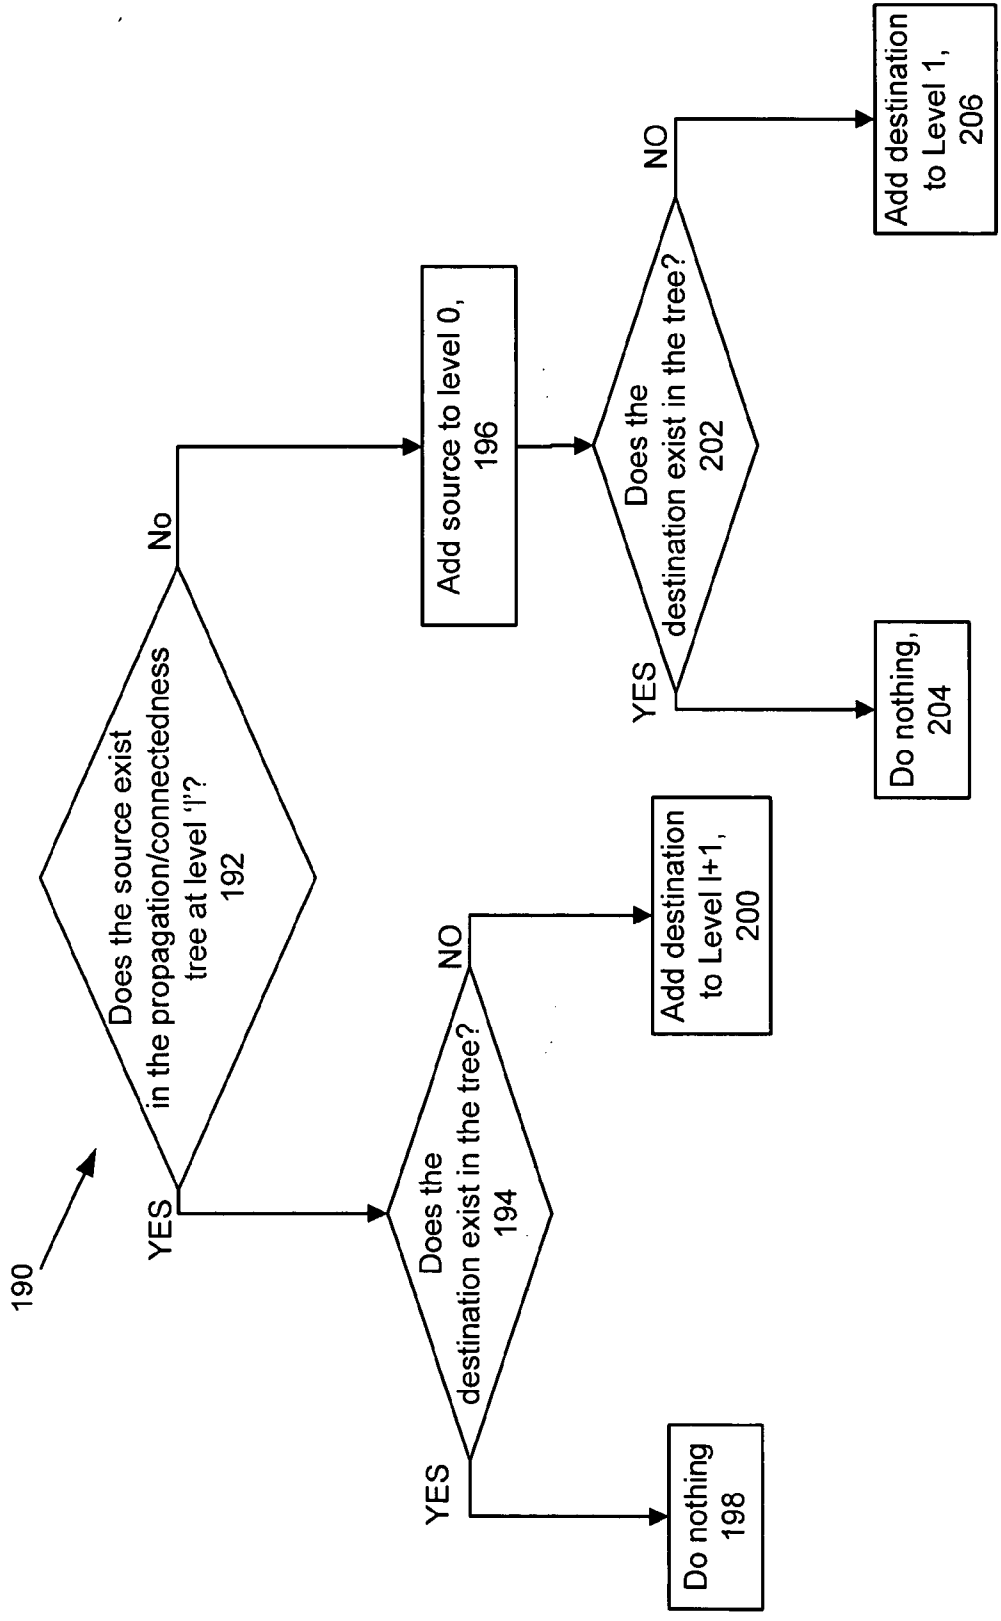 190
Does the source exist
in the propagation/connectedness
tree at level 'l'?
192
YES
No
Does the
destination exist in the tree?
194
YES
NO
Add source to level 0,
196
Do nothing
198
Add destination
to Level l+1,
200
Does the
destination exist in the tree?
202
YES
NO
Do nothing,
204
Add destination
to Level 1,
206